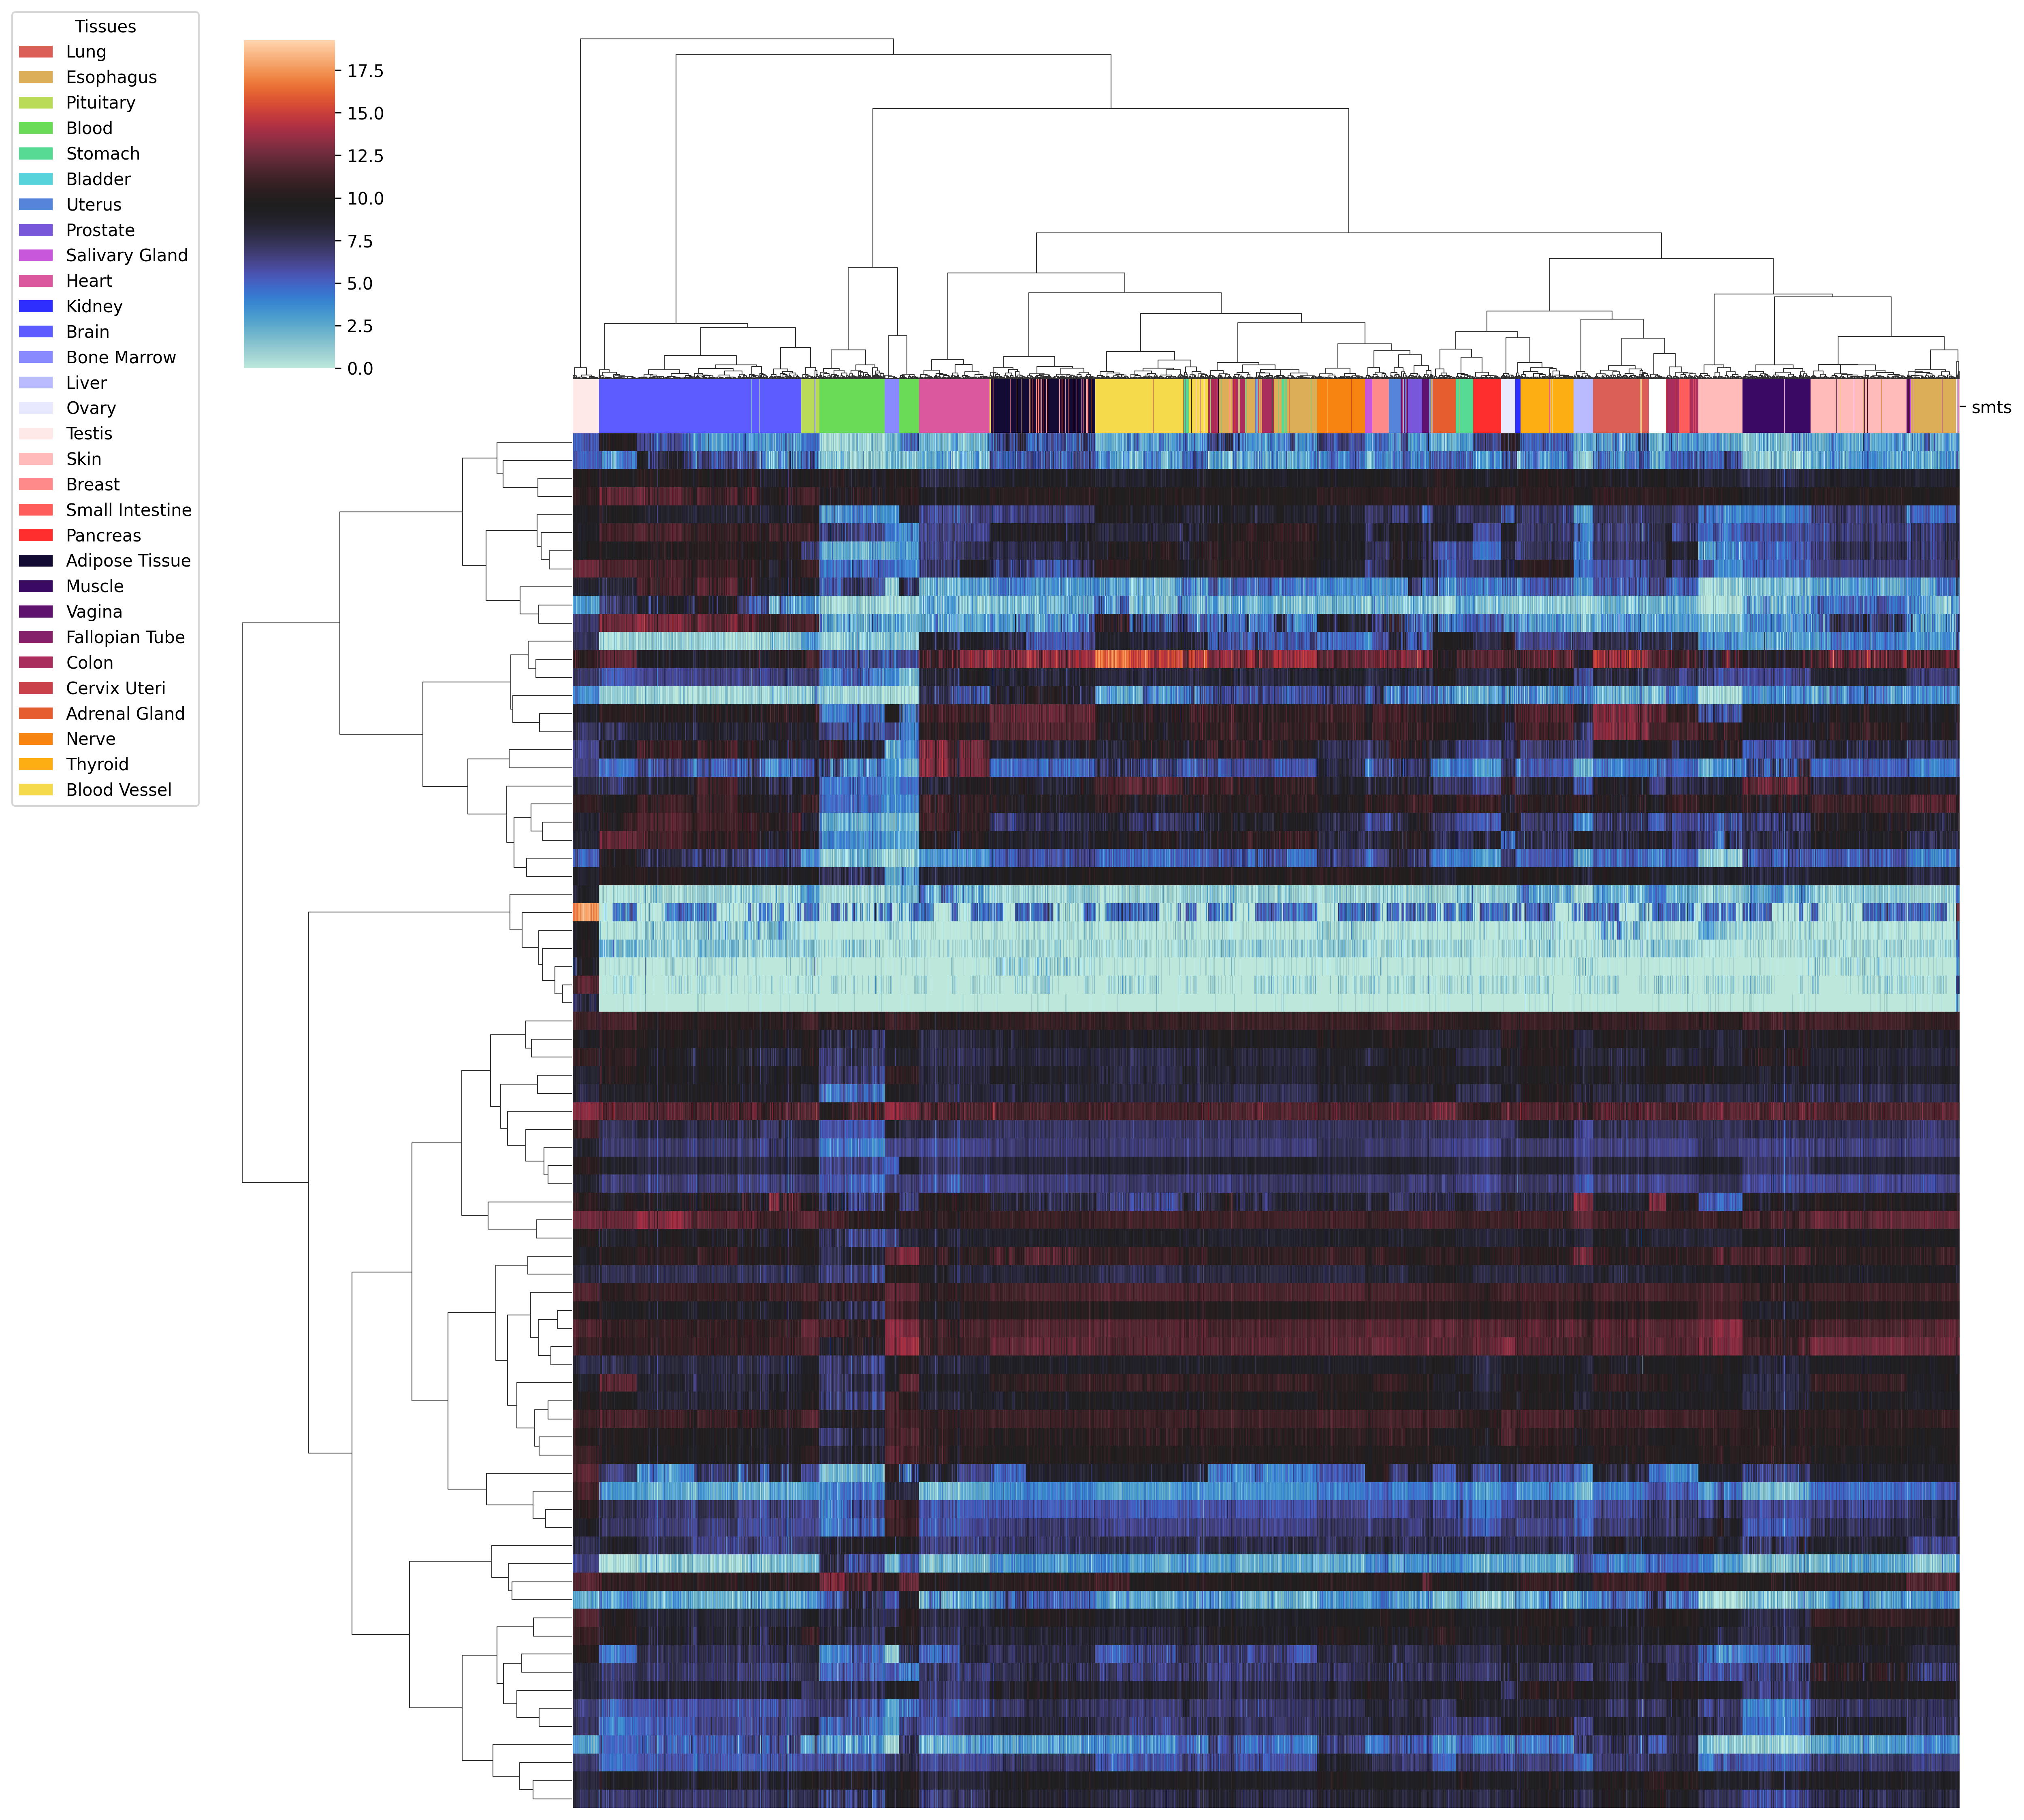 Tissues
Lung
Esophagus
Pituitary
Blood
Stomach
Bladder
Uterus
Prostate
Salivary Gland
Heart
Kidney
Brain
Bone Marrow
Liver
Ovary
Testis
Skin
Breast
Small Intestine
Pancreas
Adipose Tissue
Muscle
Vagina
Fallopian Tube
Colon
Cervix Uteri
Adrenal Gland
Nerve
Thyroid
Blood Vessel
17.5
15.0
12.5
10.0
7.5
5.0
2.5
0.0
smts